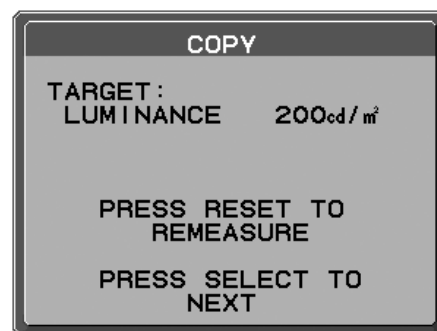 COPY
TARGET:
LUMINANCE 200cd/㎡
PRESS RESET TO
REMEASURE
PRESS SELECT TO
NEXT